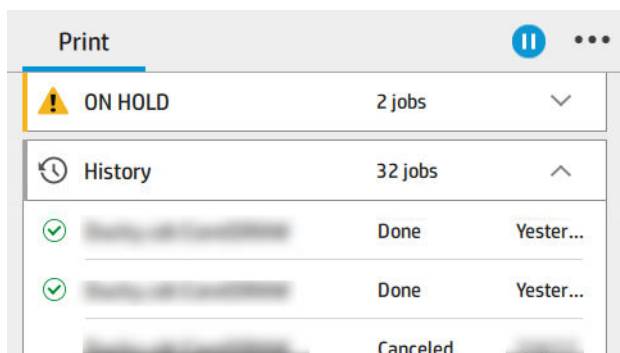 Print
ON HOLD 2 jobs
History 32 jobs
Done Yester...
Done Yester...
Canceled